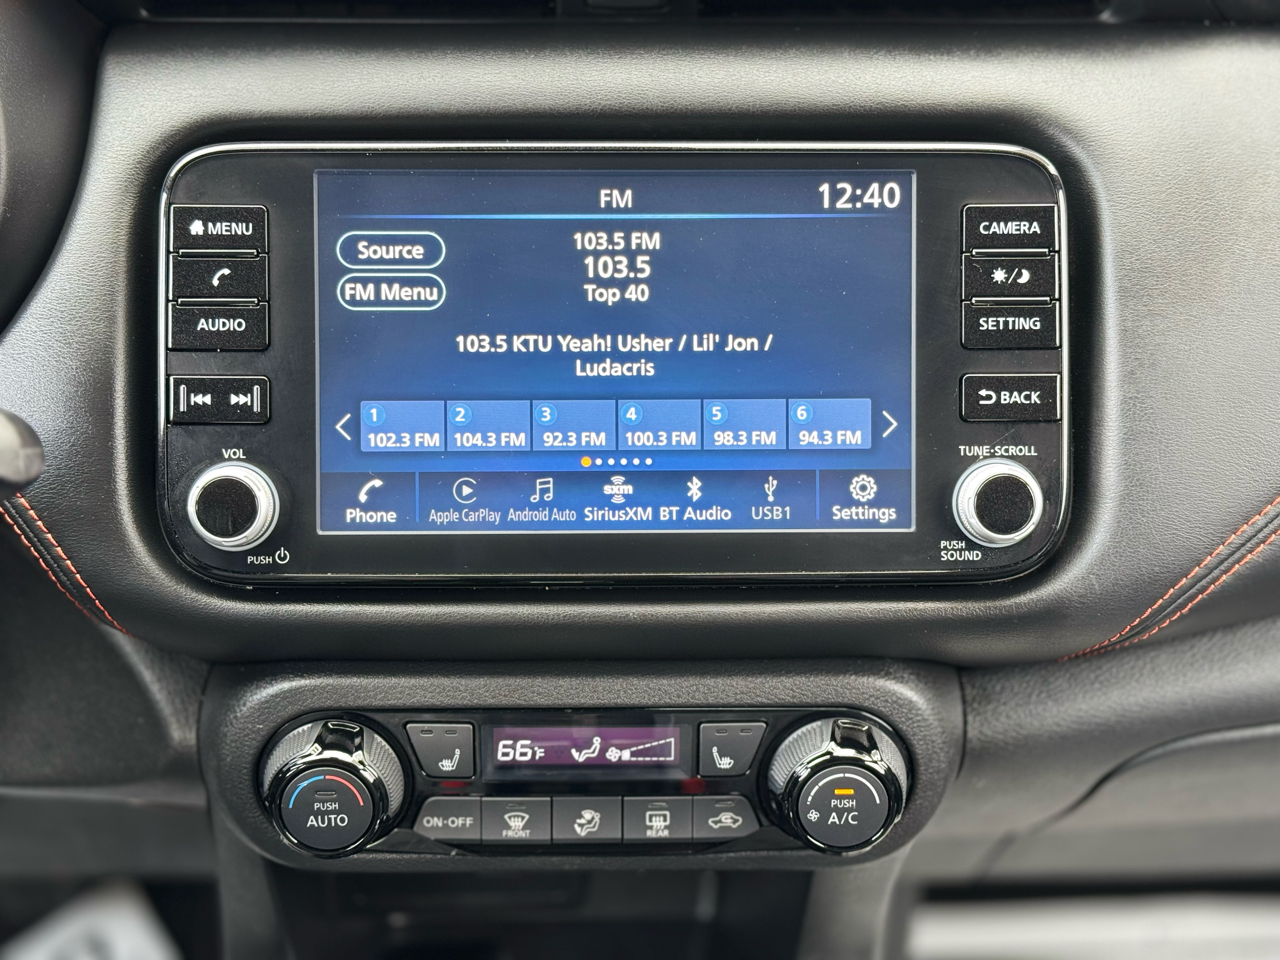 FM
12:40
MENU
CAMERA
Source
103.5 FM
103.5
FM Menu
Top 40
AUDIO
SETTING
103.5 KTU Yeah! Usher / Lil' Jon /
Ludacris
BACK
1
2
3
4
5
6
102.3 FM
104.3 FM
92.3 FM
100.3 FM
98.3 FM
94.3 FM
VOL
TUNE·SCROLL
sxm
Phone
Apple CarPlay
Android Auto
SiriusXM
BT Audio
USB1
Settings
PUSH
PUSH
SOUND
66°F
PUSH
AUTO
ON·OFF
FRONT
REAR
PUSH
A/C